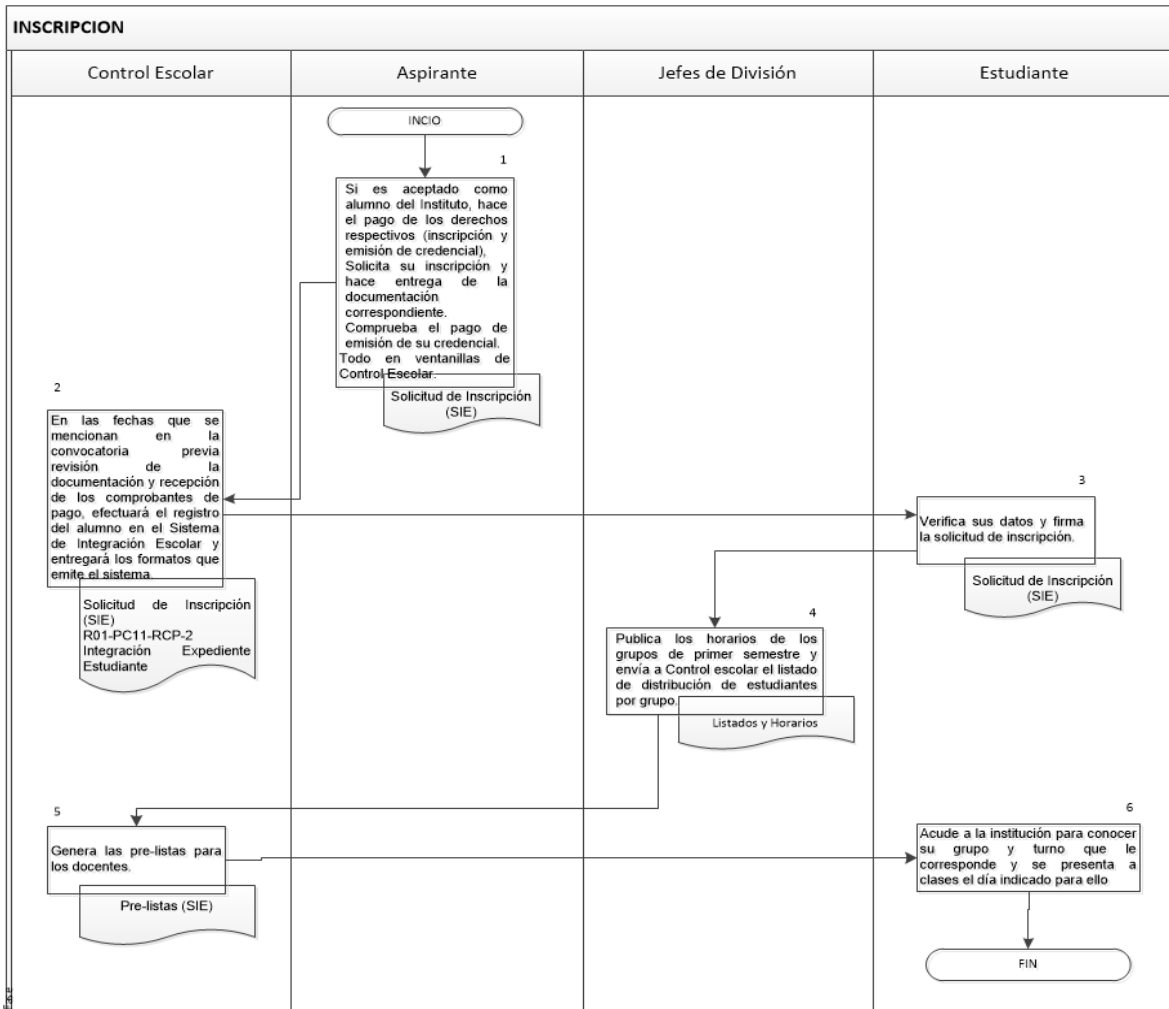 INSCRIPCION
Control Escolar
Aspirante
Jefes de División
Estudiante
INCIO
1
Si es aceptado como
alumno del Instituto, hace
el pago de los derechos
respectivos (inscripción y
emisión de credencial),
Solicita su inscripción y
hace entrega de la
documentación
correspondiente.
Comprueba el pago de
emisión de su credencial.
Todo en ventanillas de
Control Escolar.
Solicitud de Inscripción
(SIE)
2
En las fechas que se
mencionan en la
convocatoria previa
revisión de la
documentación y recepción
de los comprobantes de
pago, efectuará el registro
del alumno en el Sistema
de Integración Escolar y
entregará los formatos que
emite el sistema.
Solicitud de Inscripción
(SIE)
R01-PC11-RCP-2
Integración Expediente
Estudiante
3
Verifica sus datos y firma
la solicitud de inscripción.
Solicitud de Inscripción
(SIE)
4
Publica los horarios de los
grupos de primer semestre y
envía a Control escolar el listado
de distribución de estudiantes
por grupo.
Listados y Horarios
5
Genera las pre-listas para
los docentes.
Pre-listas (SIE)
6
Acude a la institución para conocer
su grupo y turno que le
corresponde y se presenta a
clases el día indicado para ello
FIN
Fase